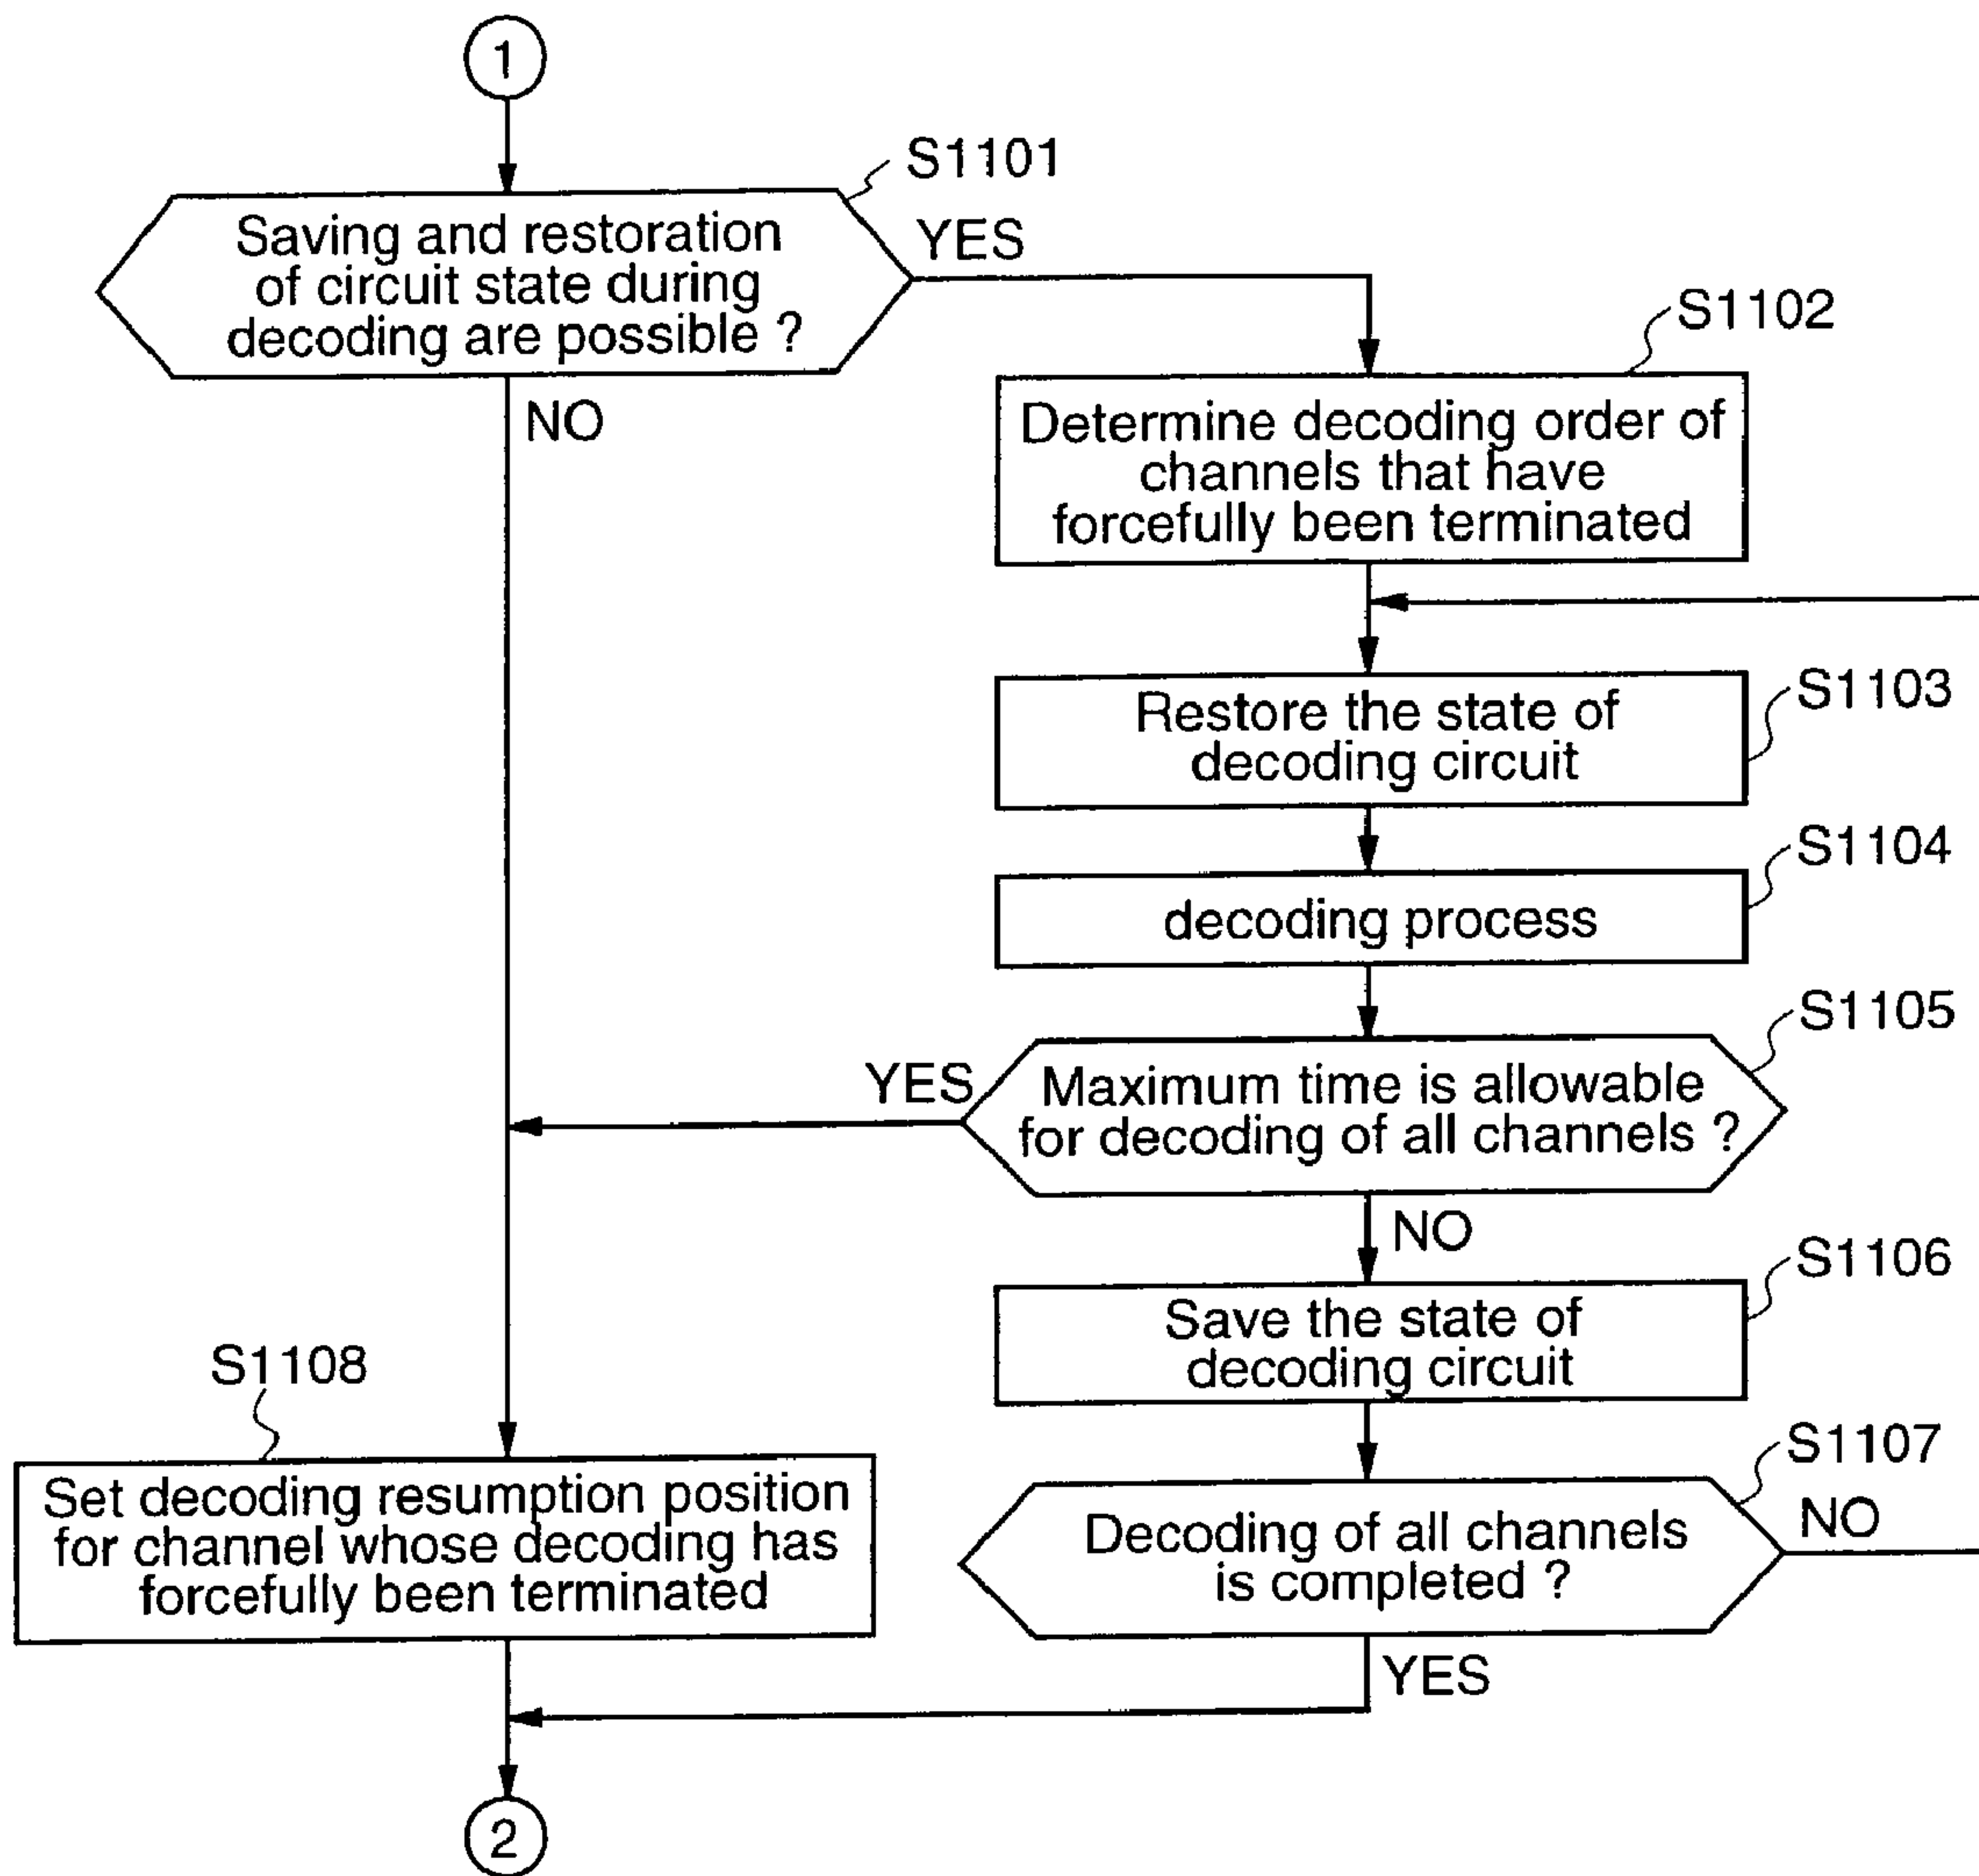 1
S1101
Saving and restoration
of circuit state during
decoding are possible ?
YES
NO
S1102
Determine decoding order of
channels that have
forcefully been terminated
S1103
Restore the state of
decoding circuit
S1104
decoding process
S1105
YES
Maximum time is allowable
for decoding of all channels ?
NO
S1106
Save the state of
decoding circuit
S1107
Decoding of all channels
is completed ?
NO
YES
S1108
Set decoding resumption position
for channel whose decoding has
forcefully been terminated
2